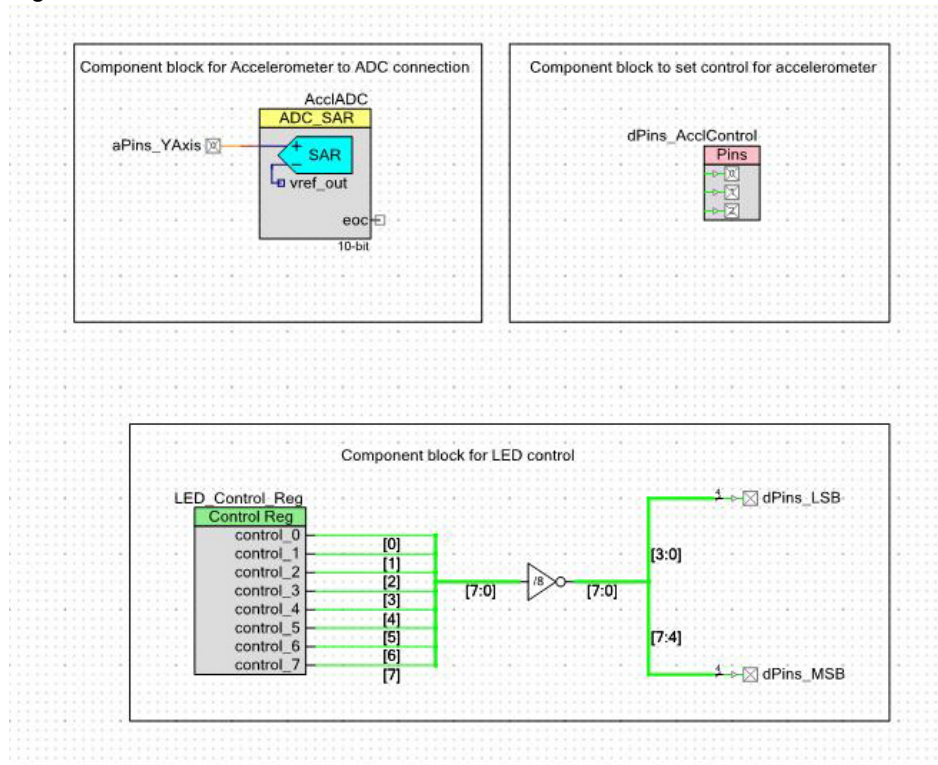 Component block for Accelerometer to ADC connection
AcclADC
ADC_SAR
aPins_YAxis
SAR
vref_out
eoc
10-bit
Component block to set control for accelerometer
dPins_AcclControl
Pins
0
1
2
Component block for LED control
LED_Control_Reg
Control Reg
control_0
[0]
control_1
[1]
control_2
[2]
control_3
[3]
control_4
[4]
control_5
[5]
control_6
[6]
control_7
[7]
[7:0]
/8
[7:0]
[3:0]
[7:4]
4
dPins_LSB
4
dPins_MSB